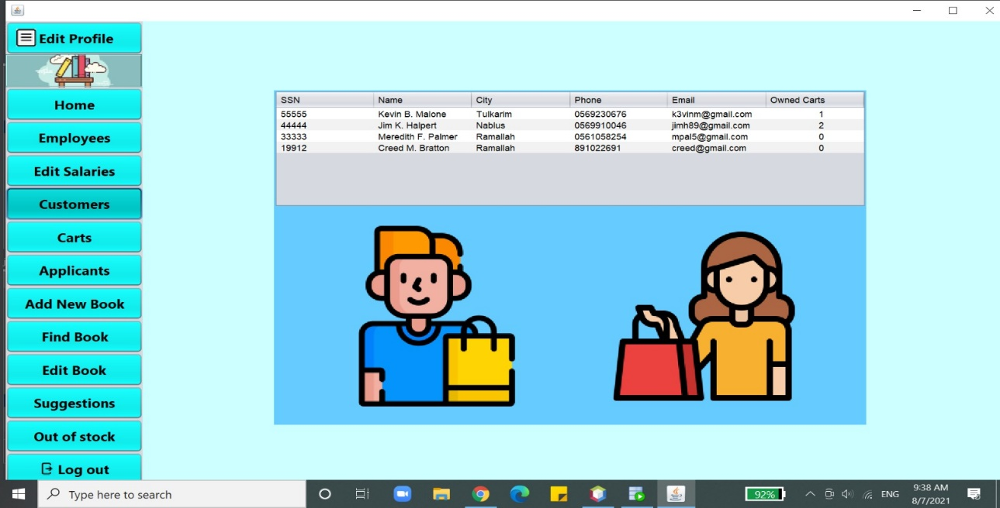 Edit Profile
Home
Employees
Edit Salaries
Customers
Carts
Applicants
Add New Book
Find Book
Edit Book
Suggestions
Out of stock
Log out
SSN Name City Phone Email Owned Carts
55555 Kevin B. Malone Tulkarim 0569230676 k3vinm@gmail.com 1
44444 Jim K. Halpert Nablus 0569910046 jimh89@gmail.com 2
33333 Meredith F. Palmer Ramallah 0561058254 mpal5@gmail.com 0
19912 Creed M. Bratton Ramallah 891022691 creed@gmail.com 0
Type here to search
92%
ENG
9:38 AM
8/7/2021